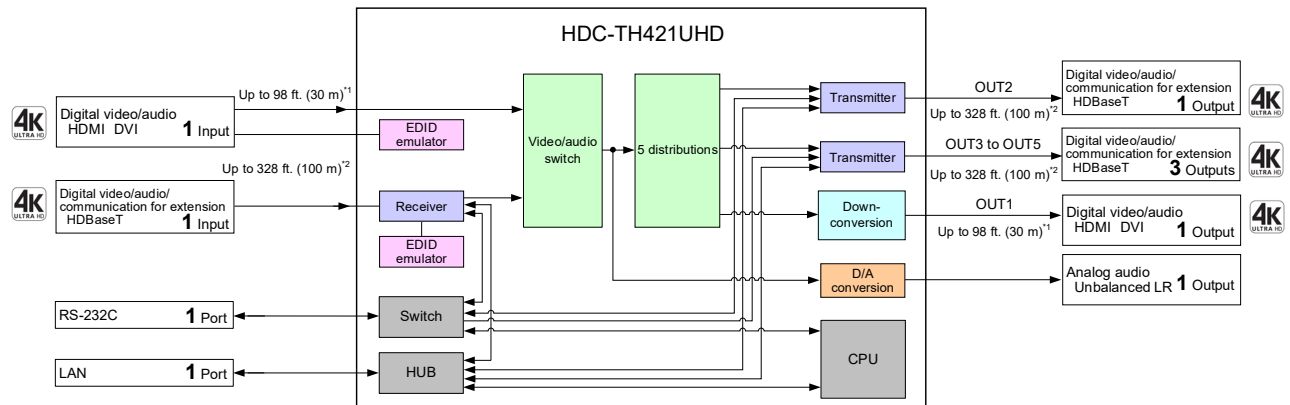 HDC-TH421UHD
4K
ULTRA HD
Digital video/audio
HDMI DVI 1 Input
Up to 98 ft. (30 m)*1
EDID
emulator
Up to 328 ft. (100 m)*2
4K
ULTRA HD
Digital video/audio/
communication for extension
HDBaseT
1 Input
Receiver
EDID
emulator
RS-232C 1 Port
Switch
LAN 1 Port
HUB
Video/audio
switch
5 distributions
Transmitter
OUT2
Up to 328 ft. (100 m)*2
Digital video/audio/
communication for extension
HDBaseT
1 Output
4K
ULTRA HD
Transmitter
OUT3 to OUT5
Up to 328 ft. (100 m)*2
Digital video/audio/
communication for extension
HDBaseT
3 Outputs
4K
ULTRA HD
Down-
conversion
OUT1
Up to 98 ft. (30 m)*1
Digital video/audio
HDMI DVI
1 Output
4K
ULTRA HD
D/A
conversion
Analog audio
Unbalanced LR 1 Output
CPU